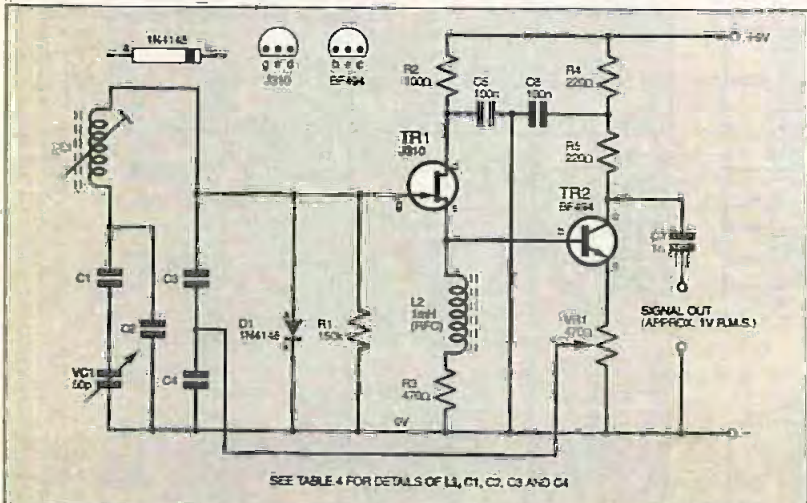 1N4148
g s d
J310
b e c
BF494
R2
100Ω
C5
100n
C6
100n
R4
220Ω
R5
220Ω
TR1
J310
g
s
TR2
BF494
C1
C2
C3
C4
VC1
50p
D1
1N4148
R1
150k
L2
1mH
(RFC)
R3
470Ω
VR1
470Ω
SIGNAL OUT
(APPROX. 1V R.M.S.)
0V
SEE TABLE 4 FOR DETAILS OF L1, C1, C2, C3 AND C4